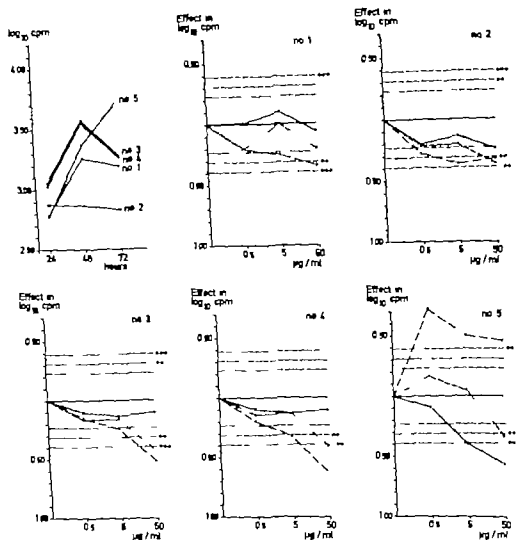 log10 cpm
4.00
3.50
3.00
2.50
24 48 72
hours
no 5
no 3
no 4
no 1
no 2
Effect in
log10 cpm
no 1
0.50
0.50
1.00
0.5 5 50
µg / ml
Effect in
log10 cpm
no 2
0.50
0.50
1.00
0.5 5 50
µg / ml
Effect in
log10 cpm
no 3
0.50
0.50
1.00
0.5 5 50
µg / ml
Effect in
log10 cpm
no 4
0.50
0.50
1.00
0.5 5 50
µg / ml
Effect in
log10 cpm
no 5
0.50
0.50
1.00
0.5 5 50
µg / ml